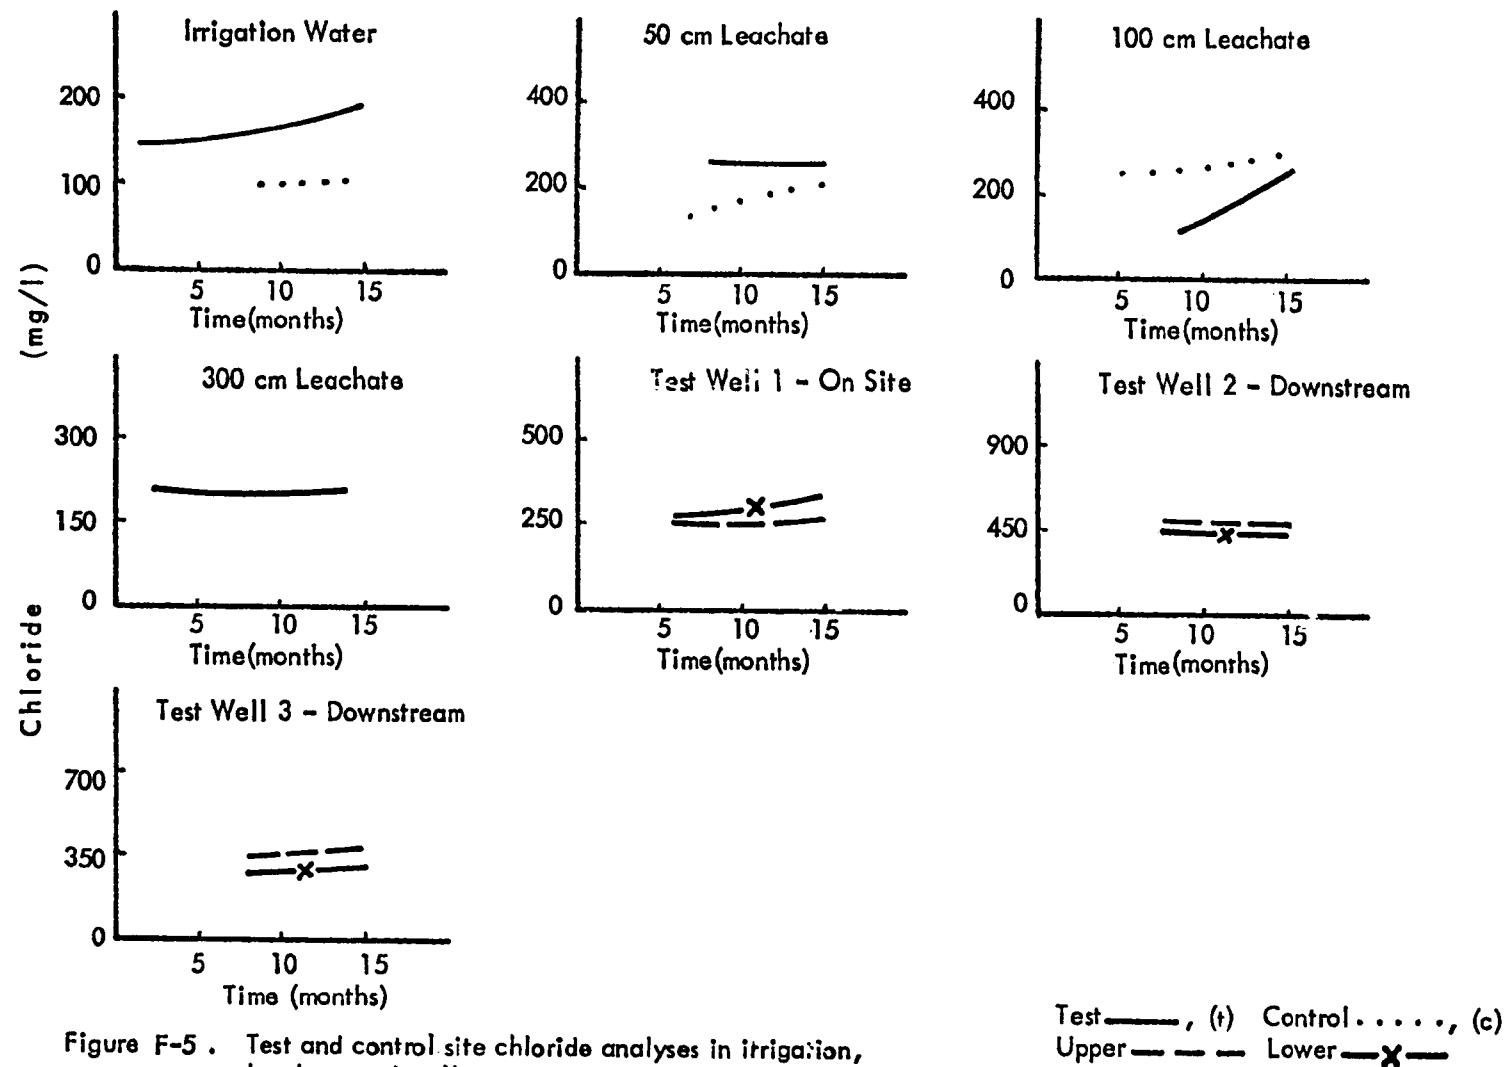 Irrigation Water
200
100
0
5 10 15
Time(months)
50 cm Leachate
400
200
0
5 10 15
Time(months)
100 cm Leachate
400
200
0
5 10 15
Time(months)
Chloride (mg/l)
300 cm Leachate
300
150
0
5 10 15
Time(months)
Test Well 1 - On Site
500
250
0
5 10 15
Time(months)
Test Well 2 - Downstream
900
450
0
5 10 15
Time(months)
Test Well 3 - Downstream
700
350
0
5 10 15
Time (months)
Test , (t) Control . . . . . , (c)
Upper Lower
Figure F-5 . Test and control site chloride analyses in irrigation,